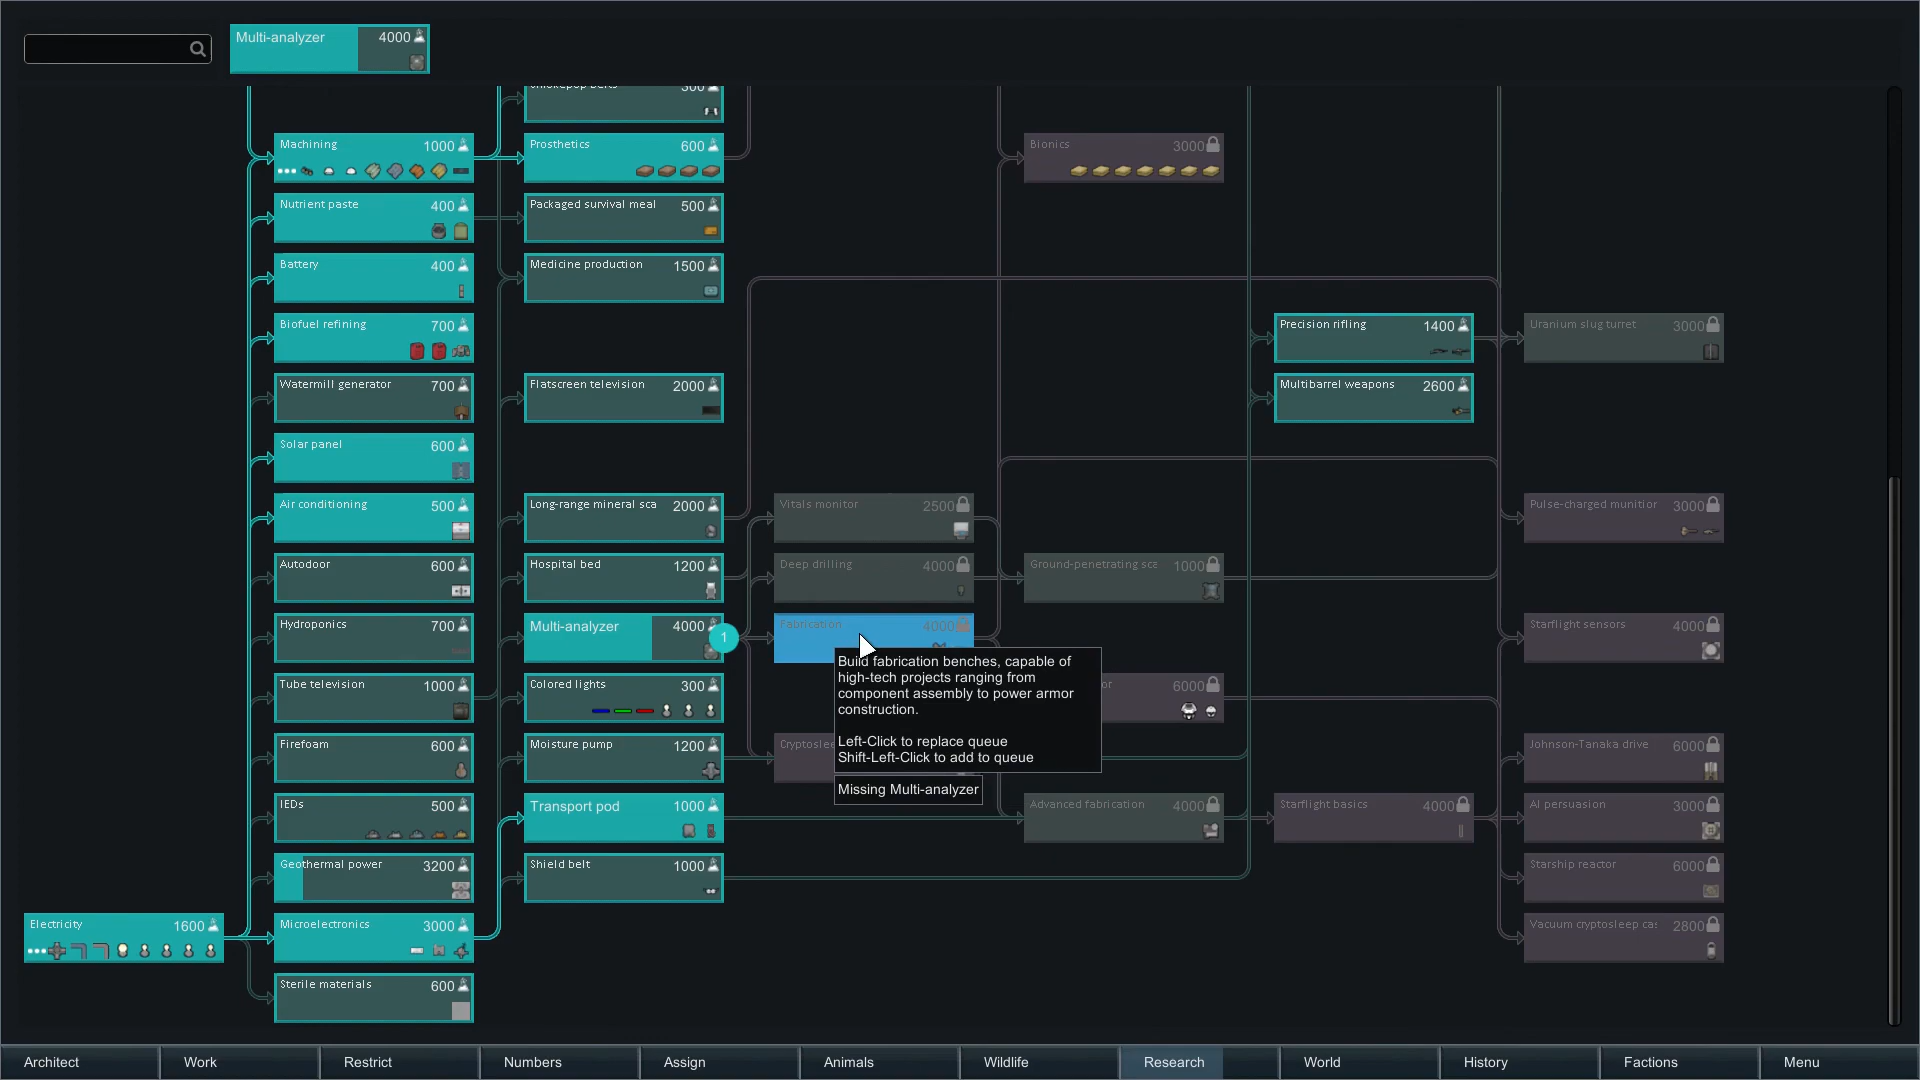 Multi-analyzer 4000
Machining 1000
Prosthetics 600
Bionics 3000
Nutrient paste 400
Packaged survival meal 500
Battery 400
Medicine production 1500
Biofuel refining 700
Precision rifling 1400
Uranium slug turret 3000
Watermill generator 700
Flatscreen television 2000
Multibarrel weapons 2600
Solar panel 600
Air conditioning 500
Long-range mineral sca 2000
Vitals monitor 2500
Pulse-charged munitior 3000
Autodoor 600
Hospital bed 1200
Deep drilling 4000
Ground-penetrating sca 1000
Hydroponics 700
Multi-analyzer 4000
1
Fabrication 4000
Starflight sensors 4000
Build fabrication benches, capable of
high-tech projects ranging from
component assembly to power armor
construction.
Left-Click to replace queue
Shift-Left-Click to add to queue
Missing Multi-analyzer
Tube television 1000
Colored lights 300
or 6000
Firefoam 600
Moisture pump 1200
Cryptoslee
Johnson-Tanaka drive 6000
IEDs 500
Transport pod 1000
Advanced fabrication 4000
Starflight basics 4000
AI persuasion 3000
Geothermal power 3200
Shield belt 1000
Starship reactor 6000
Electricity 1600
Microelectronics 3000
Vacuum cryptosleep cas 2800
Sterile materials 600
Architect
Work
Restrict
Numbers
Assign
Animals
Wildlife
Research
World
History
Factions
Menu